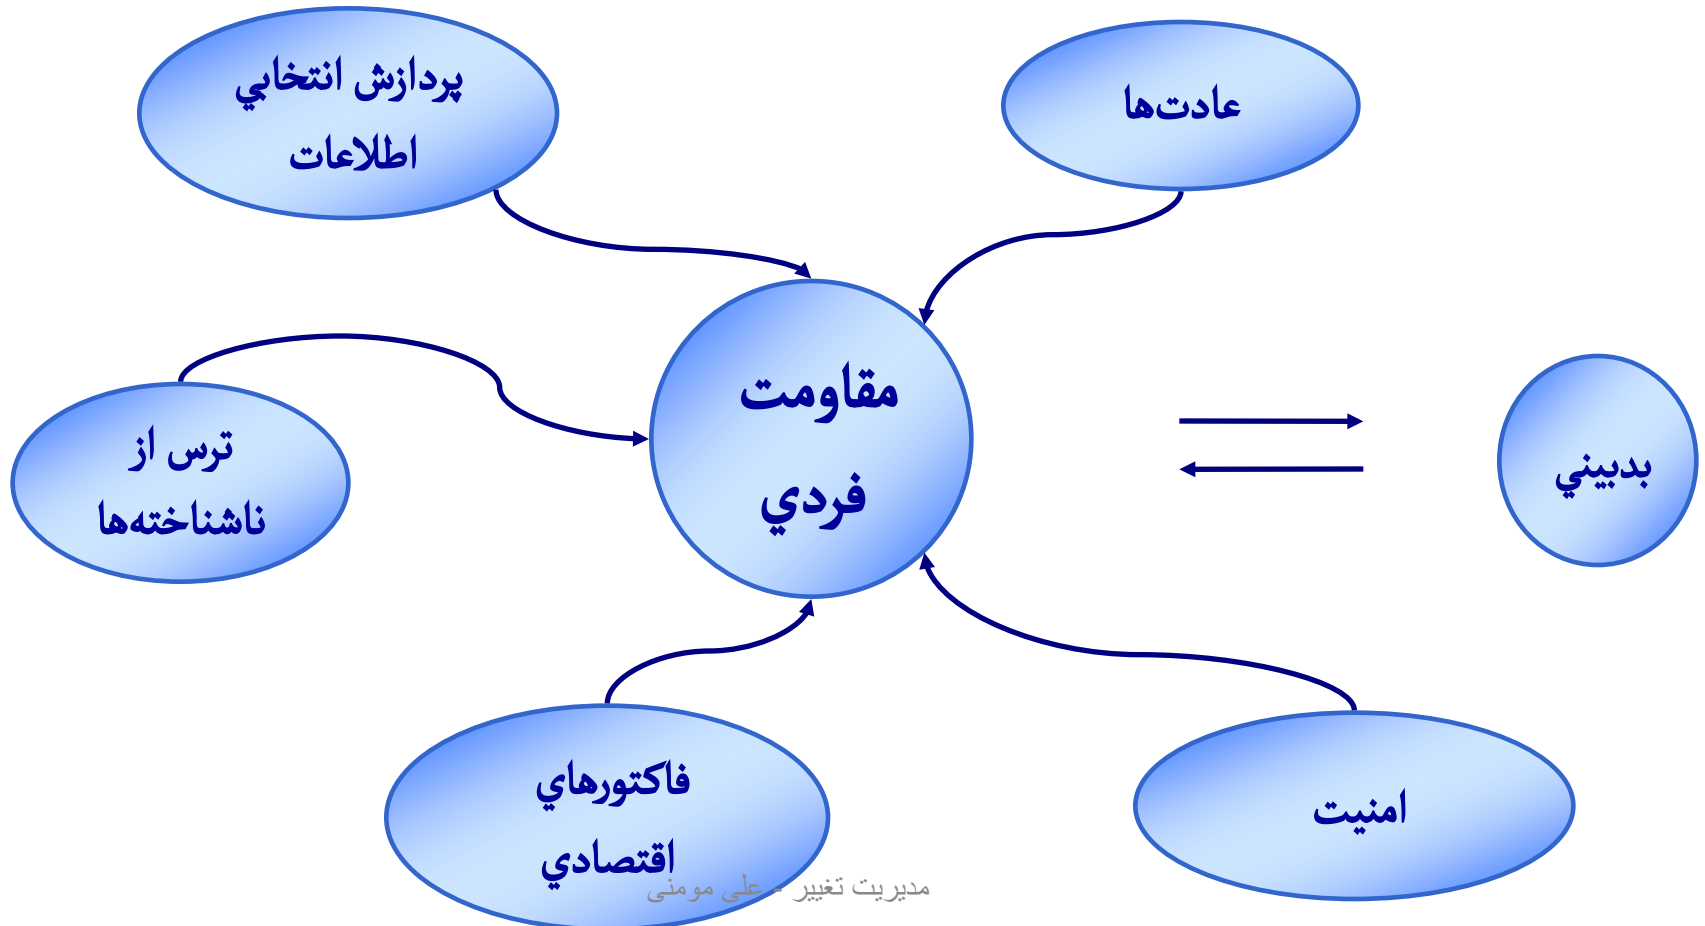 عادت‌ها
پردازش انتخابي
اطلاعات
مقاومت
فردي
بدبيني
ترس از
ناشناخته‌ها
امنيت
فاكتورهاي
اقتصادي
مدیریت تغییر - علی مومنی